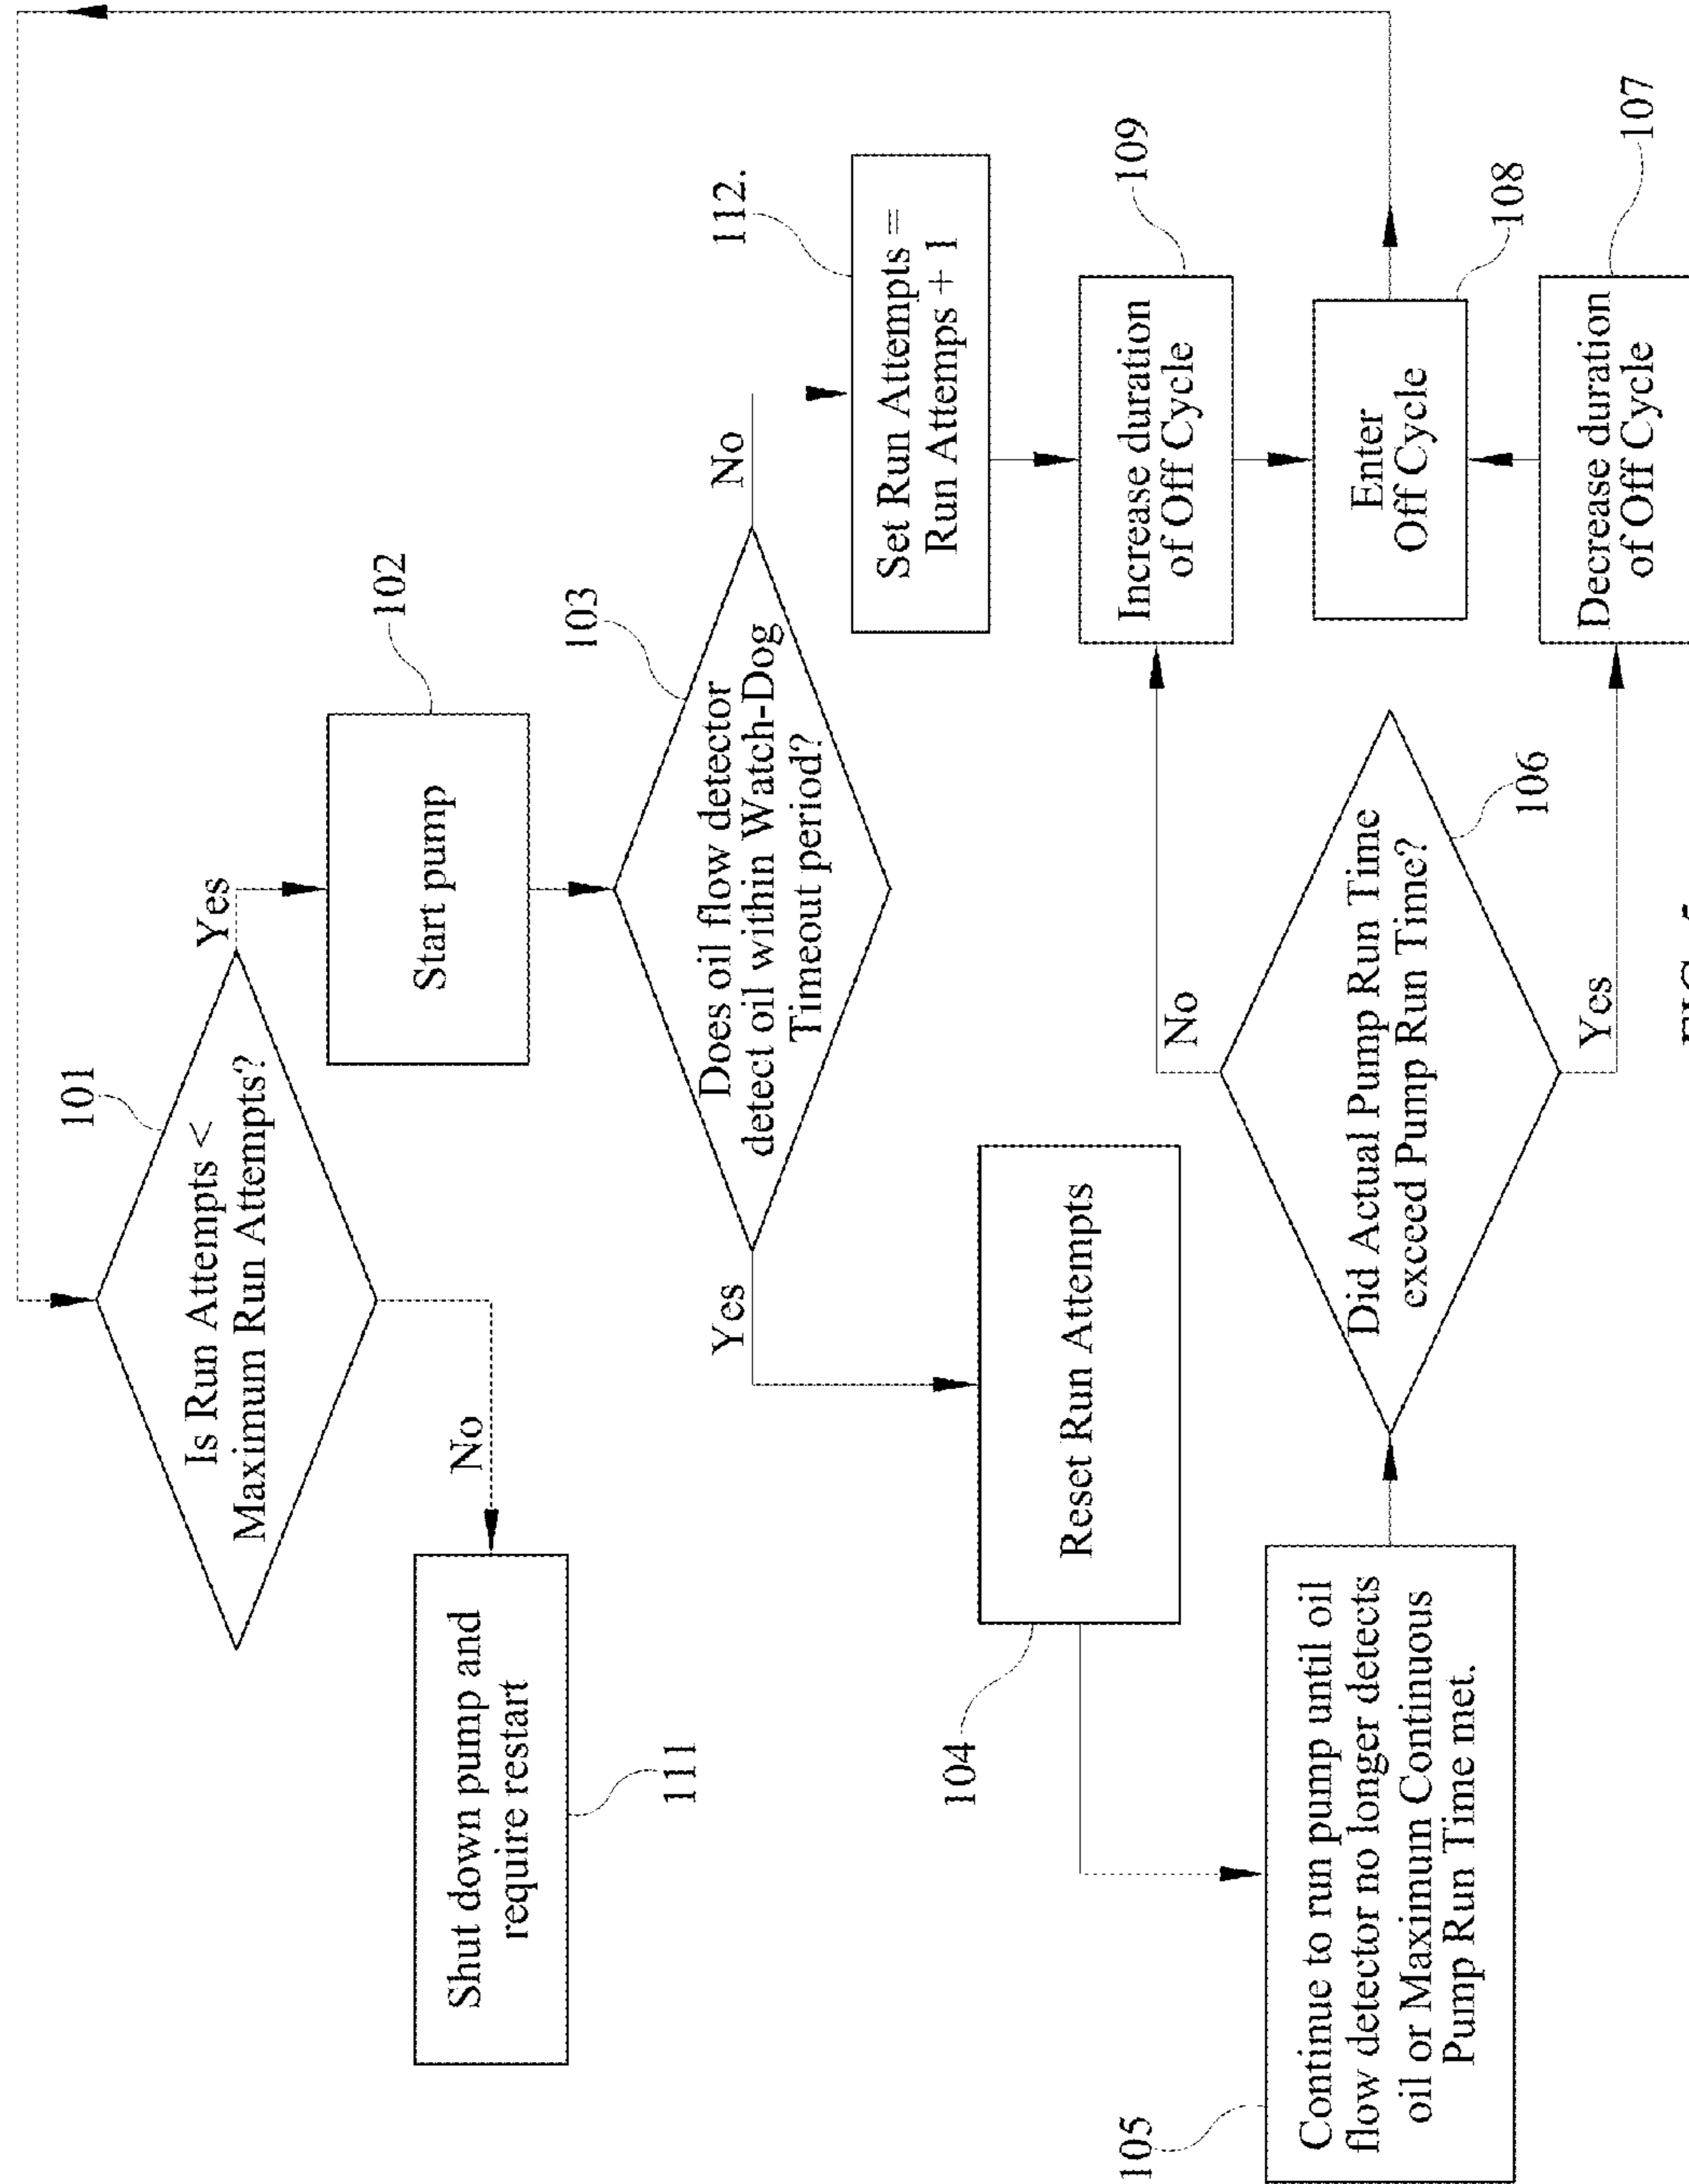 101
Is Run Attempts <
Maximum Run Attempts?
Yes
No
Shut down pump and
require restart
111
102
Start pump
103
Does oil flow detector
detect oil within Watch-Dog
Timeout period?
Yes
No
112.
Set Run Attempts =
Run Attemps + 1
104
Reset Run Attempts
109
Increase duration
of Off Cycle
105
Continue to run pump until oil
flow detector no longer detects
oil or Maximum Continuous
Pump Run Time met.
106
Did Actual Pump Run Time
exceed Pump Run Time?
No
Yes
108
Enter
Off Cycle
107
Decrease duration
of Off Cycle